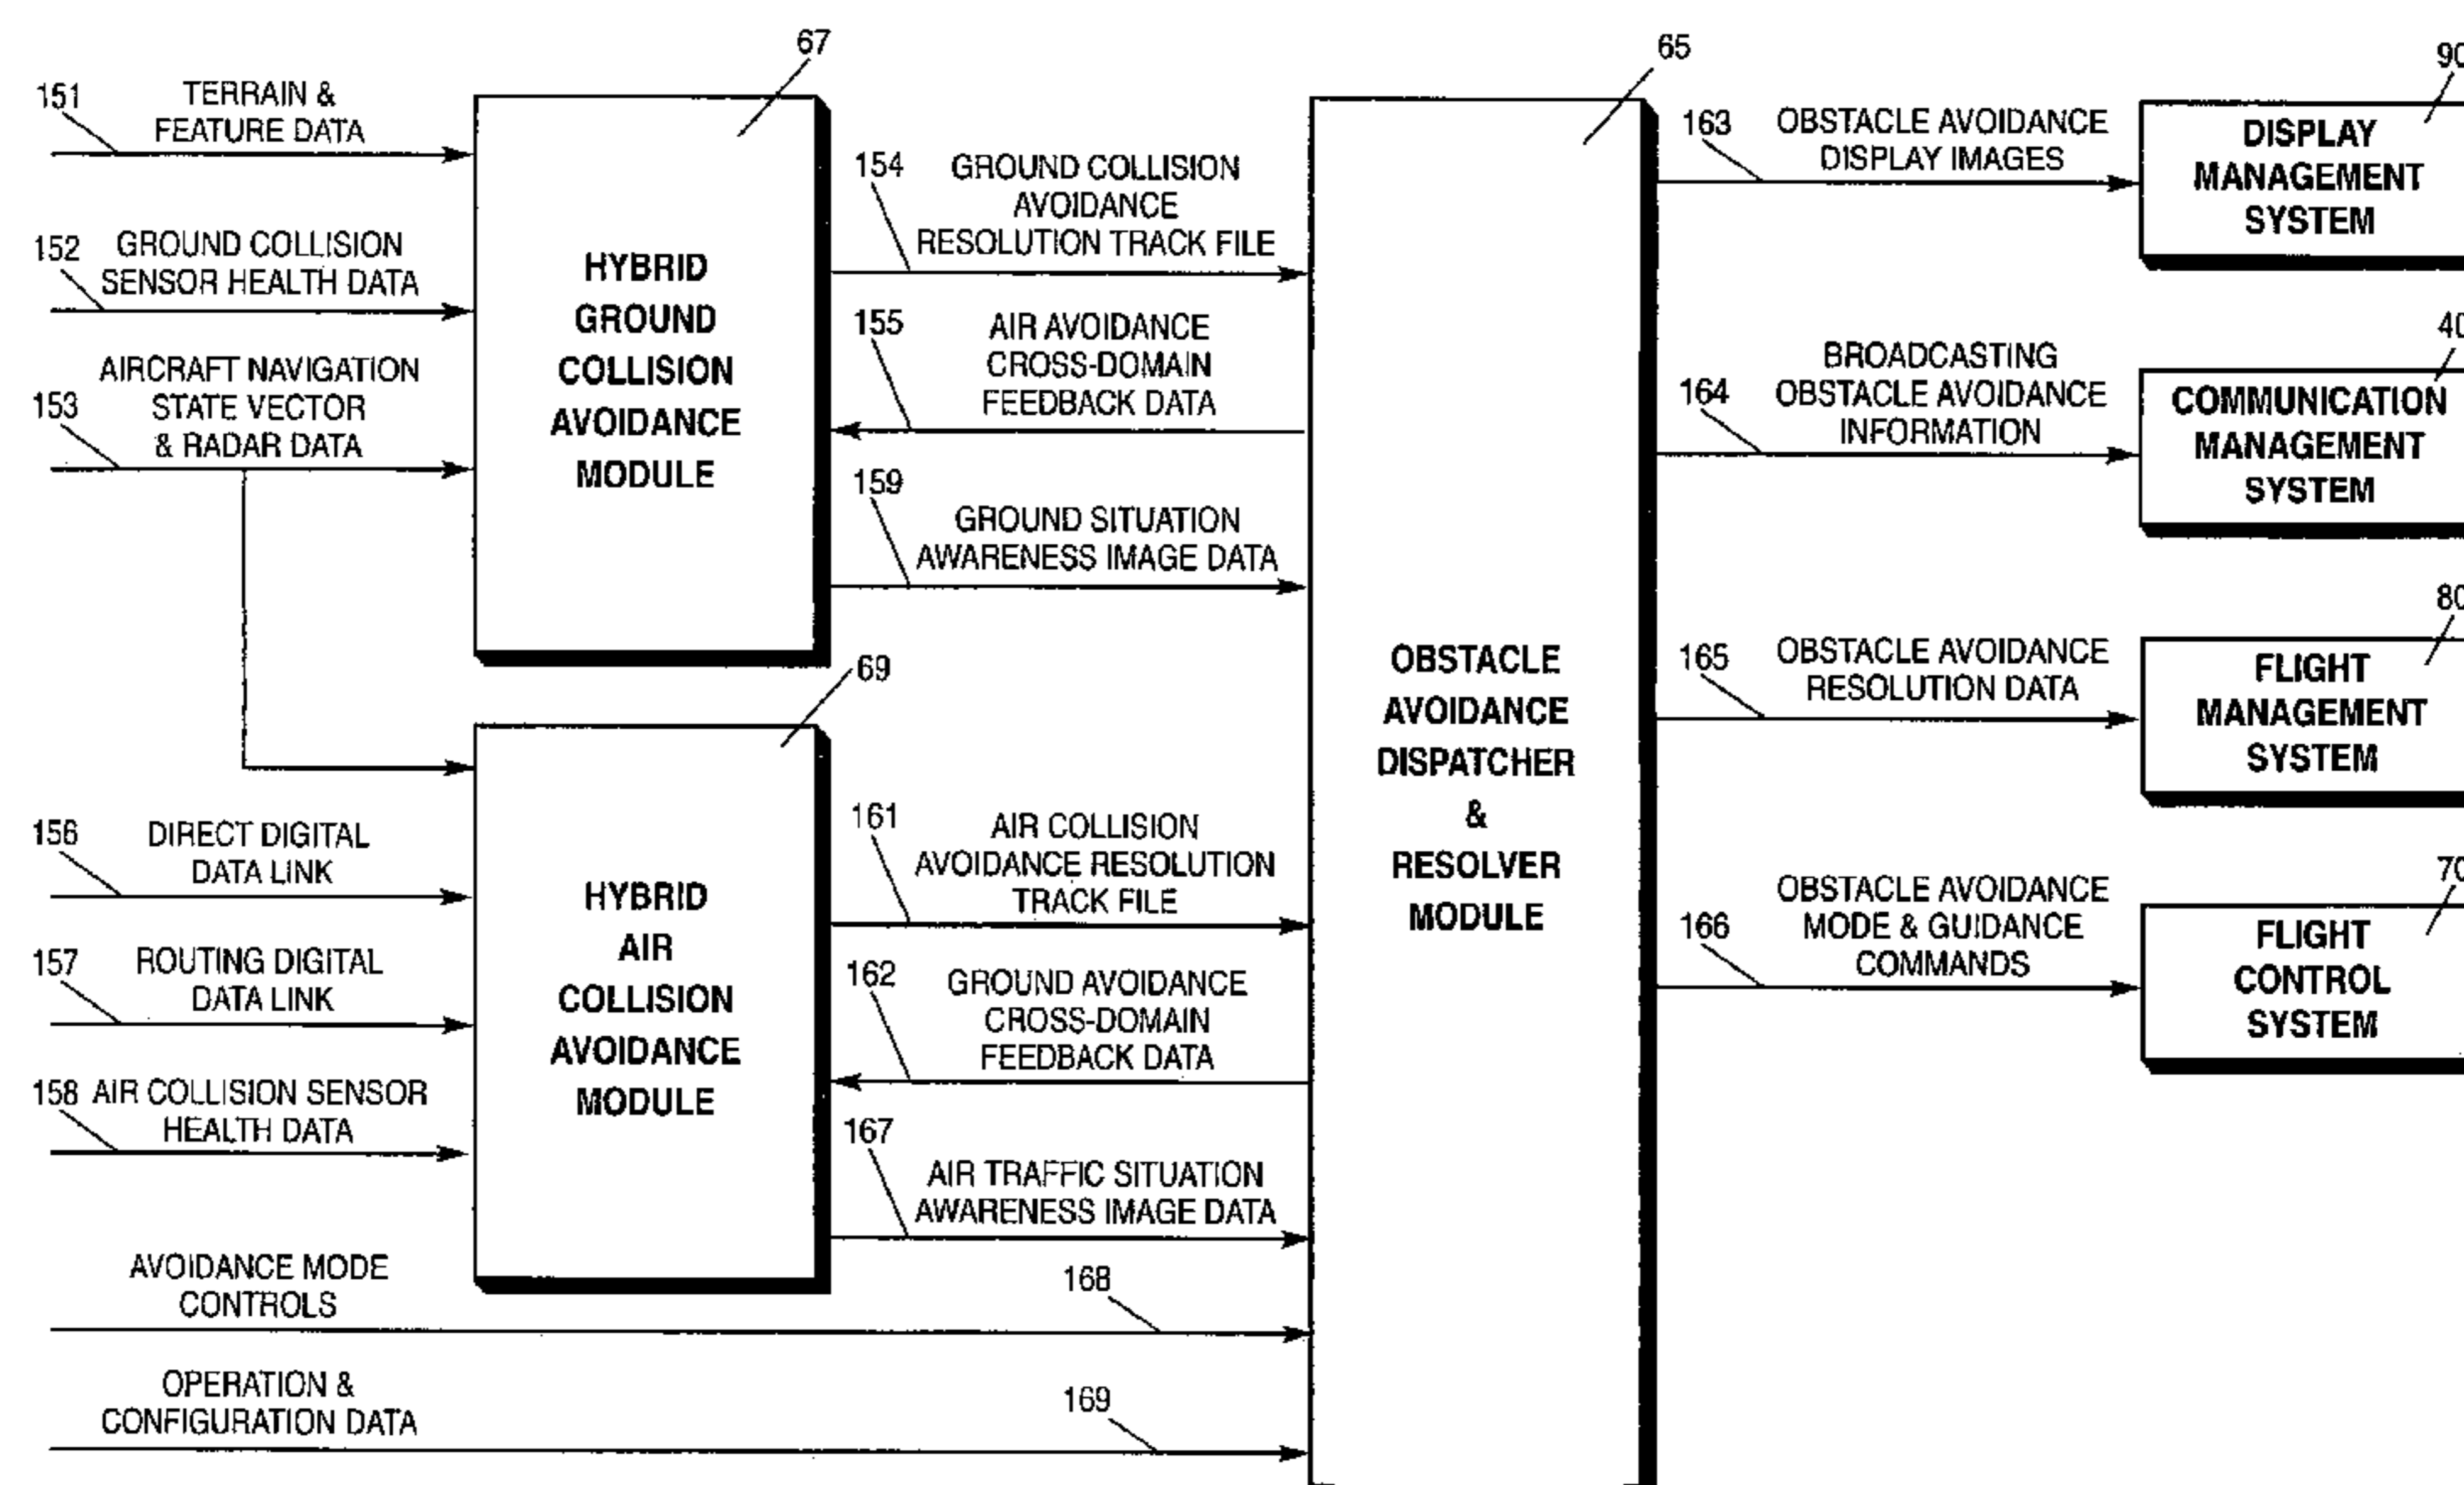 67
65
90
151
TERRAIN &
FEATURE DATA
152
GROUND COLLISION
SENSOR HEALTH DATA
153
AIRCRAFT NAVIGATION
STATE VECTOR
& RADAR DATA
HYBRID
GROUND
COLLISION
AVOIDANCE
MODULE
154
GROUND COLLISION
AVOIDANCE
RESOLUTION TRACK FILE
155
AIR AVOIDANCE
CROSS-DOMAIN
FEEDBACK DATA
159
GROUND SITUATION
AWARENESS IMAGE DATA
69
156
DIRECT DIGITAL
DATA LINK
157
ROUTING DIGITAL
DATA LINK
158
AIR COLLISION SENSOR
HEALTH DATA
HYBRID
AIR
COLLISION
AVOIDANCE
MODULE
161
AIR COLLISION
AVOIDANCE RESOLUTION
TRACK FILE
162
GROUND AVOIDANCE
CROSS-DOMAIN
FEEDBACK DATA
167
AIR TRAFFIC SITUATION
AWARENESS IMAGE DATA
AVOIDANCE MODE
CONTROLS
168
OPERATION &
CONFIGURATION DATA
169
OBSTACLE
AVOIDANCE
DISPATCHER
&
RESOLVER
MODULE
163
OBSTACLE AVOIDANCE
DISPLAY IMAGES
DISPLAY
MANAGEMENT
SYSTEM
40
164
BROADCASTING
OBSTACLE AVOIDANCE
INFORMATION
COMMUNICATION
MANAGEMENT
SYSTEM
80
165
OBSTACLE AVOIDANCE
RESOLUTION DATA
FLIGHT
MANAGEMENT
SYSTEM
70
166
OBSTACLE AVOIDANCE
MODE & GUIDANCE
COMMANDS
FLIGHT
CONTROL
SYSTEM